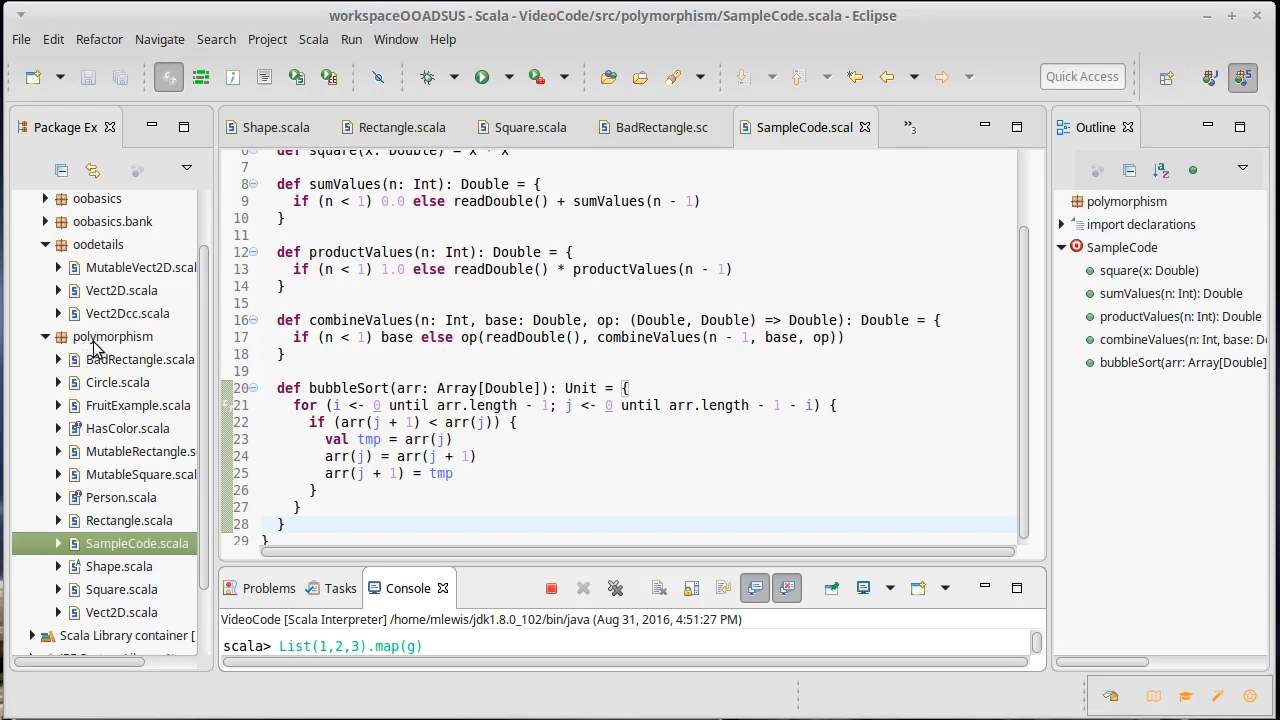 workspaceOOADSUS - Scala - VideoCode/src/polymorphism/SampleCode.scala - Eclipse
File Edit Refactor Navigate Search Project Scala Run Window Help
Quick Access
Package Ex
oobasics
oobasics.bank
oodetails
MutableVect2D.scal
Vect2D.scala
Vect2Dcc.scala
polymorphism
BadRectangle.scala
Circle.scala
FruitExample.scala
HasColor.scala
MutableRectangle.s
MutableSquare.scal
Person.scala
Rectangle.scala
SampleCode.scala
Shape.scala
Square.scala
Vect2D.scala
Scala Library container [
Shape.scala Rectangle.scala Square.scala BadRectangle.sc SampleCode.scal »3
6 def square(x: Double) = x * x
7
8 def sumValues(n: Int): Double = {
9 if (n < 1) 0.0 else readDouble() + sumValues(n - 1)
10 }
11
12 def productValues(n: Int): Double = {
13 if (n < 1) 1.0 else readDouble() * productValues(n - 1)
14 }
15
16 def combineValues(n: Int, base: Double, op: (Double, Double) => Double): Double = {
17 if (n < 1) base else op(readDouble(), combineValues(n - 1, base, op))
18 }
19
20 def bubbleSort(arr: Array[Double]): Unit = {
21 for (i <- 0 until arr.length - 1; j <- 0 until arr.length - 1 - i) {
22 if (arr(j + 1) < arr(j)) {
23 val tmp = arr(j)
24 arr(j) = arr(j + 1)
25 arr(j + 1) = tmp
26 }
27 }
28 }
29 }
Problems Tasks Console
VideoCode [Scala Interpreter] /home/mlewis/jdk1.8.0_102/bin/java (Aug 31, 2016, 4:51:27 PM)
scala> List(1,2,3).map(g)
Outline
polymorphism
import declarations
SampleCode
square(x: Double)
sumValues(n: Int): Double
productValues(n: Int): Double
combineValues(n: Int, base: D
bubbleSort(arr: Array[Double]